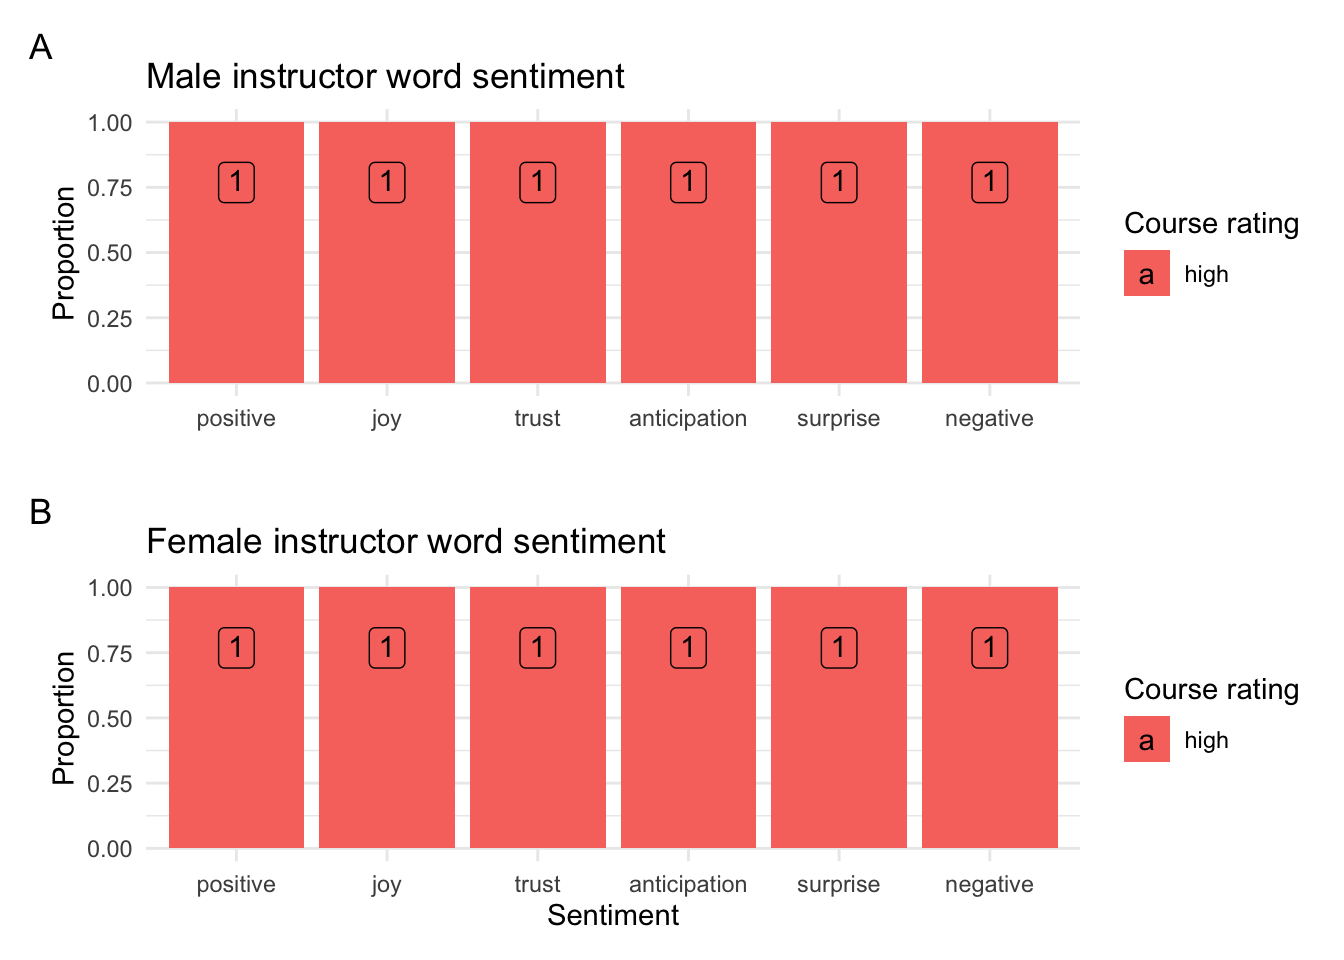 A
Male instructor word sentiment
1.00
0.75
0.50
0.25
0.00
Proportion
1 1 1 1 1 1
positive joy trust anticipation surprise negative
Course rating
a high
B
Female instructor word sentiment
1.00
0.75
0.50
0.25
0.00
Proportion
1 1 1 1 1 1
positive joy trust anticipation surprise negative
Sentiment
Course rating
a high